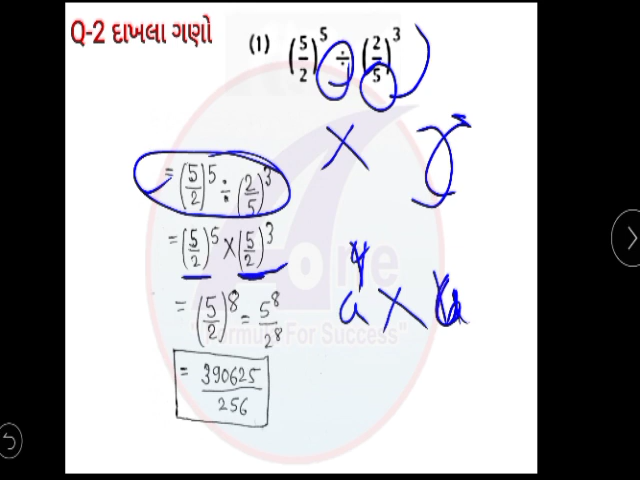 Q-2 દાખલા ગણો
(1) (5/2)^5 ÷ (2/5)^3
×
= (5/2)^5 ÷ (2/5)^3
= (5/2)^5 × (5/2)^3
= (5/2)^8 = 5^8/2^8
a ×
one
"Formula For Success"
= 390625/256